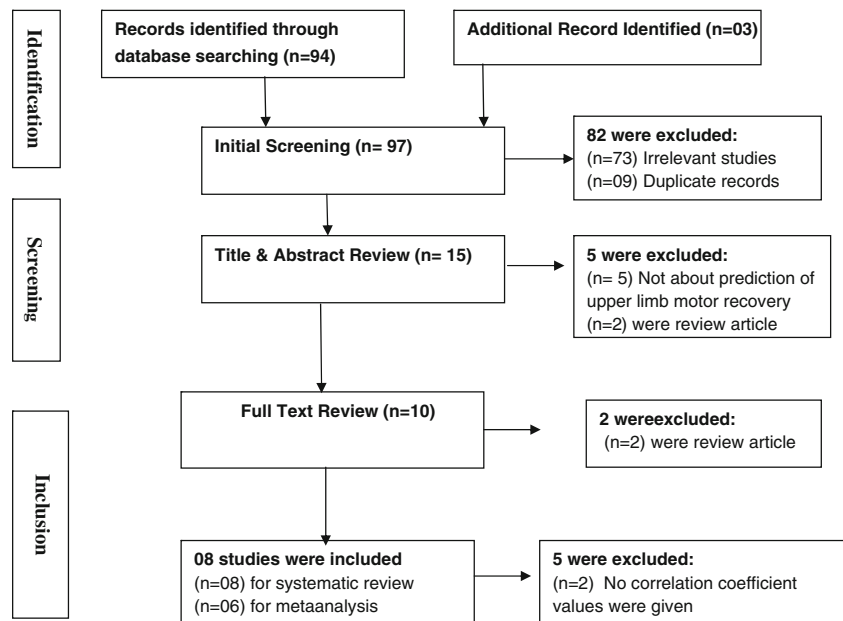 Identification
Records identified through
database searching (n=94)
Additional Record Identified (n=03)
Initial Screening (n= 97)
82 were excluded:
(n=73) Irrelevant studies
(n=09) Duplicate records
Screening
Title & Abstract Review (n= 15)
5 were excluded:
(n= 5) Not about prediction of
upper limb motor recovery
(n=2) were review article
Inclusion
Full Text Review (n=10)
2 wereexcluded:
(n=2) were review article
08 studies were included
(n=08) for systematic review
(n=06) for metaanalysis
5 were excluded:
(n=2) No correlation coefficient
values were given